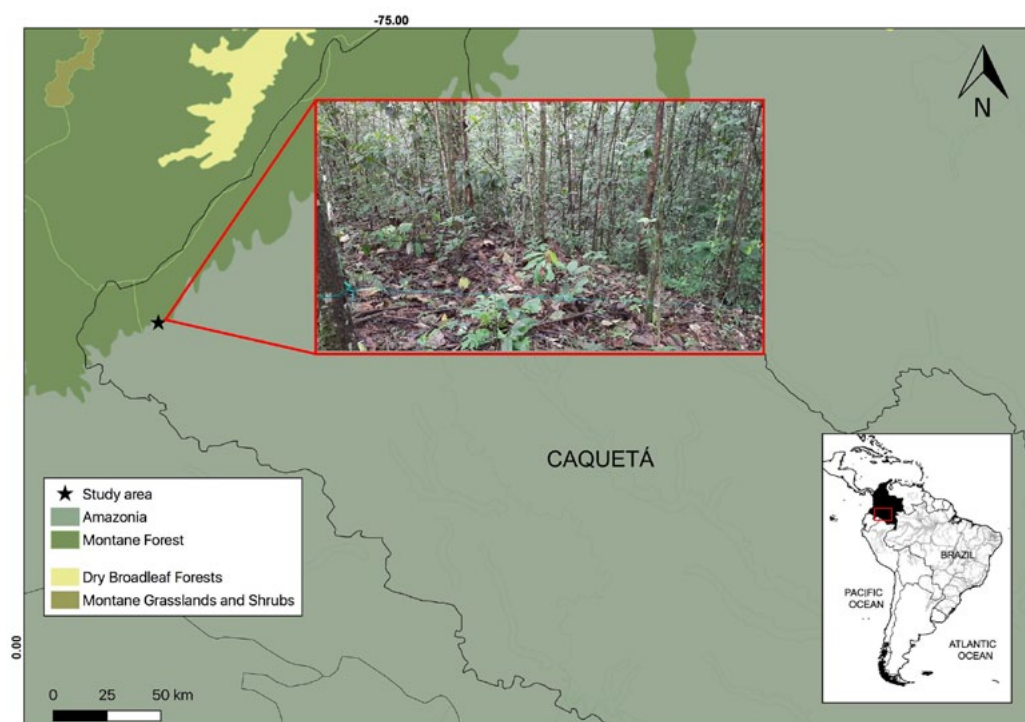 -75.00
N
CAQUETÁ
Study area
Amazonia
Montane Forest
Dry Broadleaf Forests
Montane Grasslands and Shrubs
0.00
0 25 50 km
BRAZIL
PACIFIC
OCEAN
ATLANTIC
OCEAN